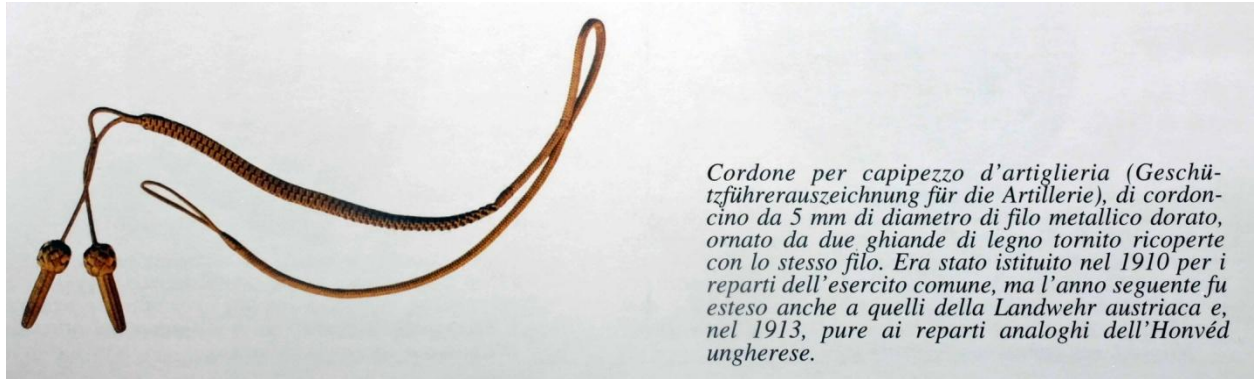 Cordone per capipezzo d'artiglieria (Geschü-
tzführerauszeichnung für die Artillerie), di cordon-
cino da 5 mm di diametro di filo metallico dorato,
ornato da due ghiande di legno tornito ricoperte
con lo stesso filo. Era stato istituito nel 1910 per i
reparti dell'esercito comune, ma l'anno seguente fu
esteso anche a quelli della Landwehr austriaca e,
nel 1913, pure ai reparti analoghi dell'Honvéd
ungherese.